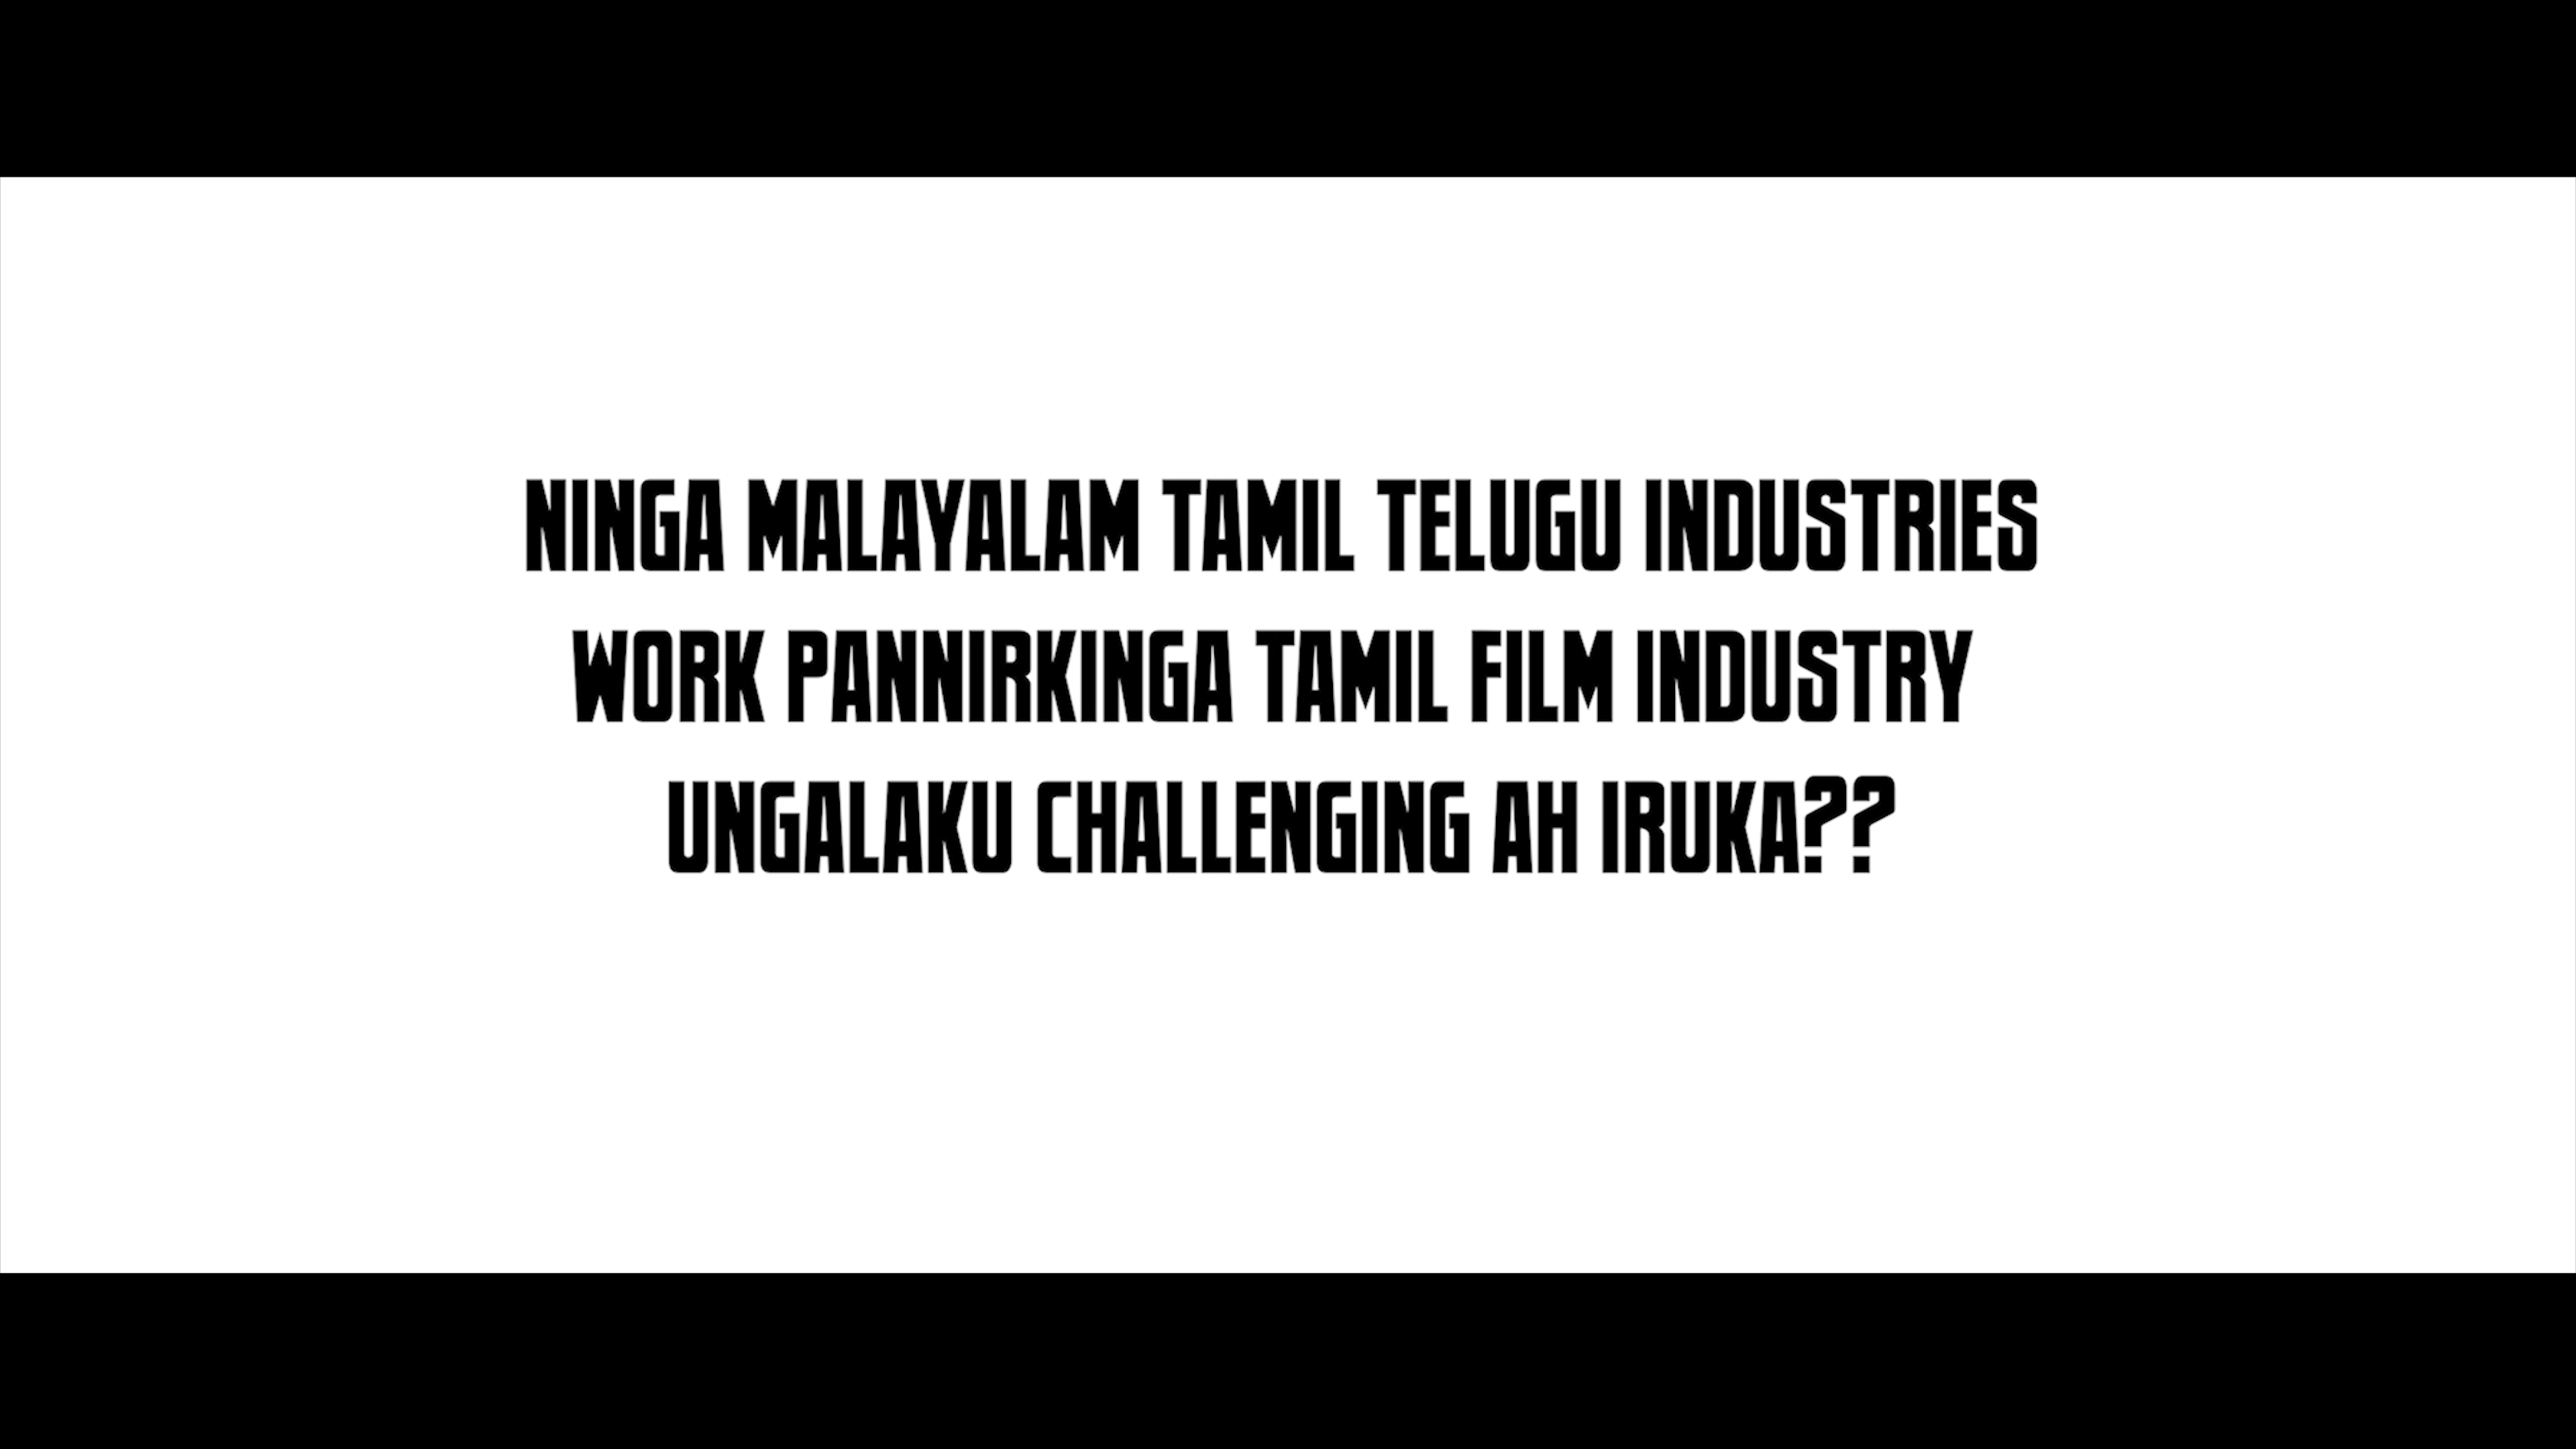 NINGA MALAYALAM TAMIL TELUGU INDUSTRIES
WORK PANNIRKINGA TAMIL FILM INDUSTRY
UNGALAKU CHALLENGING AH IRUKA??